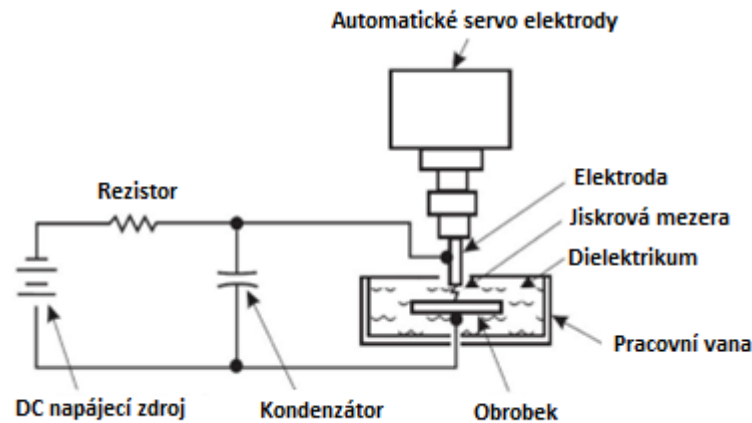 Automatické servo elektrody
Elektroda
Rezistor
Jiskrová mezera
Dielektrikum
Pracovní vana
DC napájecí zdroj
Kondenzátor
Obrobek